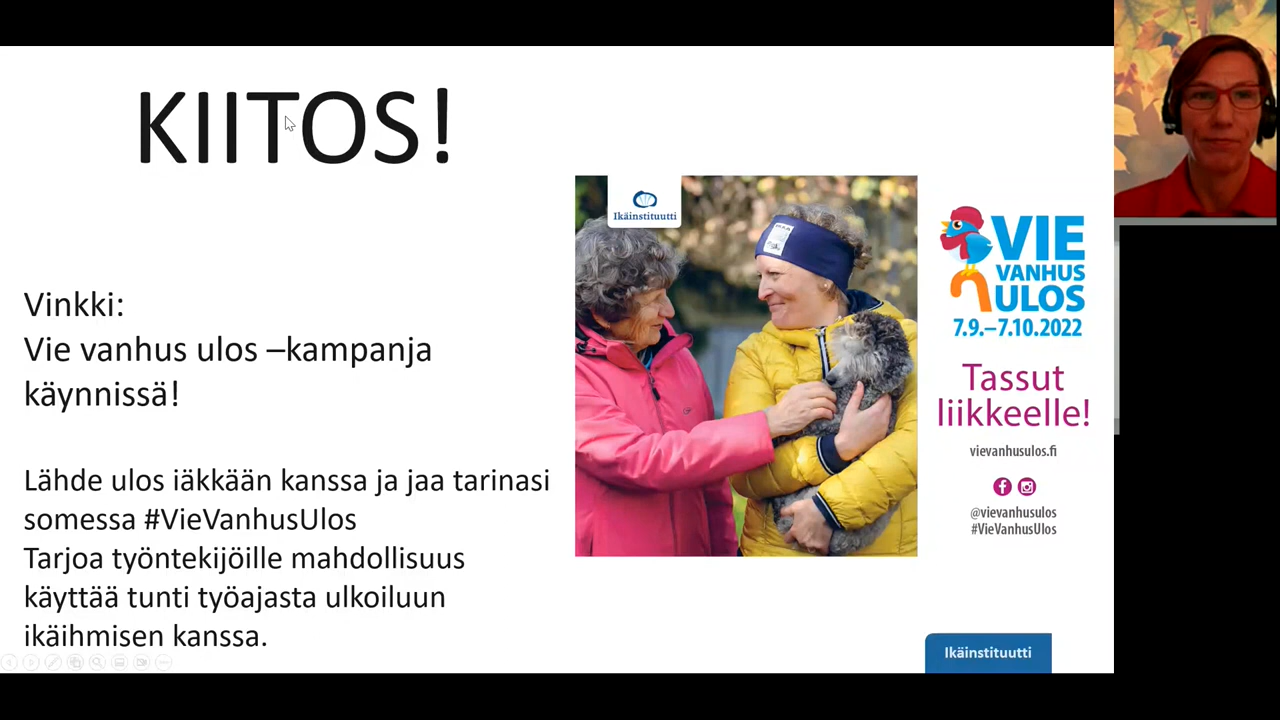 KIITOS!
Vinkki:
Vie vanhus ulos –kampanja
käynnissä!
Lähde ulos iäkkään kanssa ja jaa tarinasi
somessa #VieVanhusUlos
Tarjoa työntekijöille mahdollisuus
käyttää tunti työajasta ulkoiluun
ikäihmisen kanssa.
Ikäinstituutti
VIE
VANHUS
ULOS
7.9.–7.10.2022
Tassut
liikkeelle!
vievanhusulos.fi
@vievanhusulos
#VieVanhusUlos
Ikäinstituutti